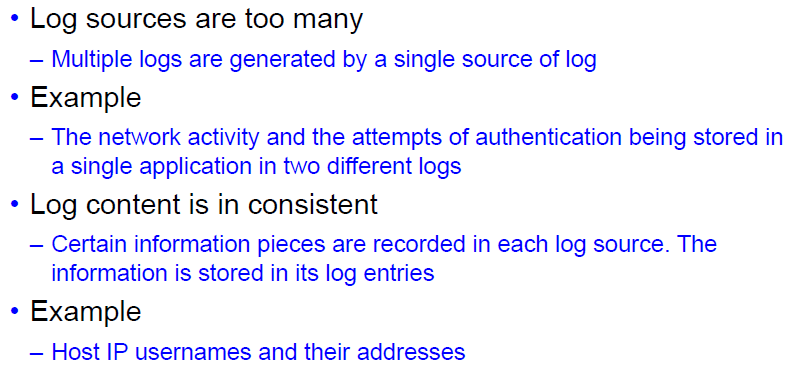 • Log sources are too many
– Multiple logs are generated by a single source of log
• Example
– The network activity and the attempts of authentication being stored in
a single application in two different logs
• Log content is in consistent
– Certain information pieces are recorded in each log source. The
information is stored in its log entries
• Example
– Host IP usernames and their addresses